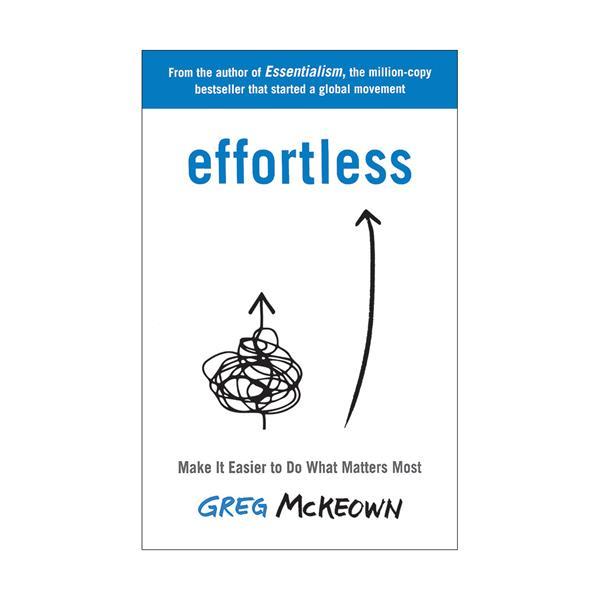 From the author of Essentialism, the million-copy
bestseller that started a global movement
effortless
Make It Easier to Do What Matters Most
GREG McKEOWN